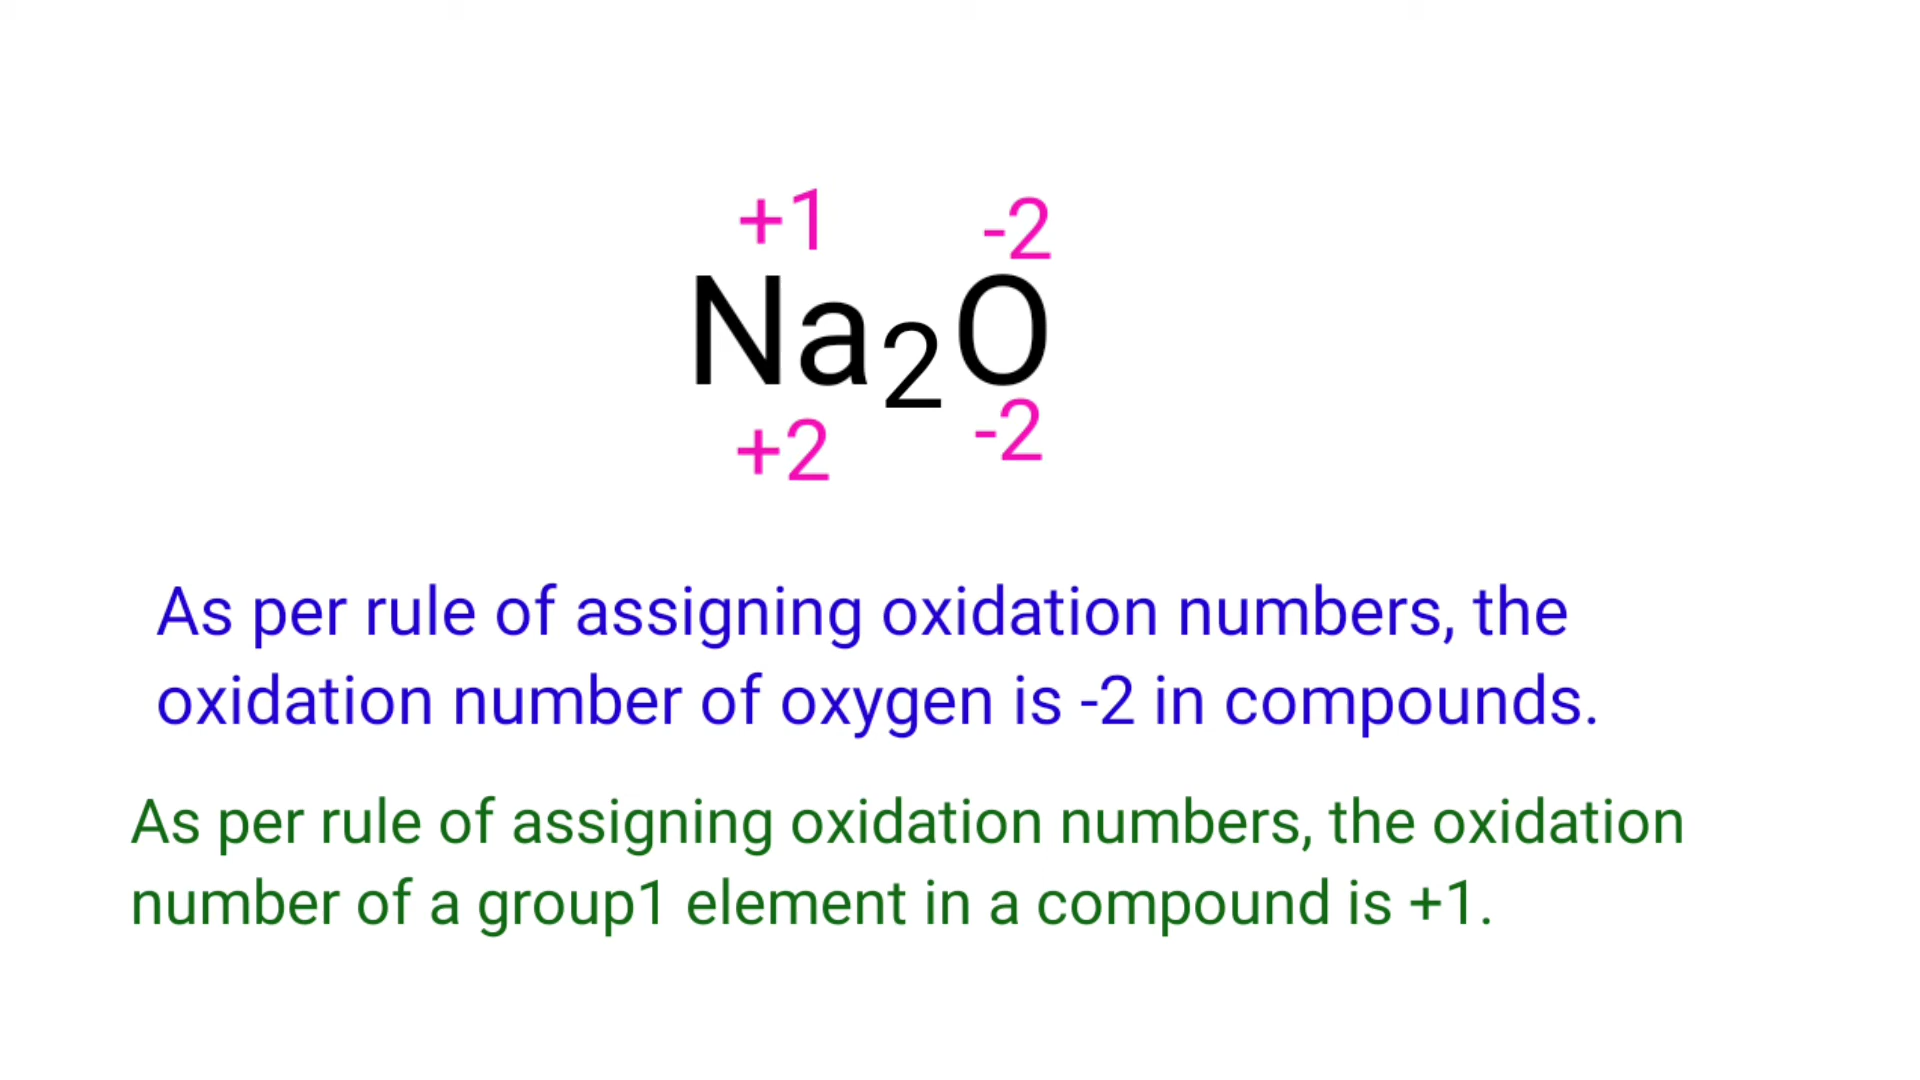 +1 -2
Na₂O
+2 -2
As per rule of assigning oxidation numbers, the
oxidation number of oxygen is -2 in compounds.
As per rule of assigning oxidation numbers, the oxidation
number of a group1 element in a compound is +1.